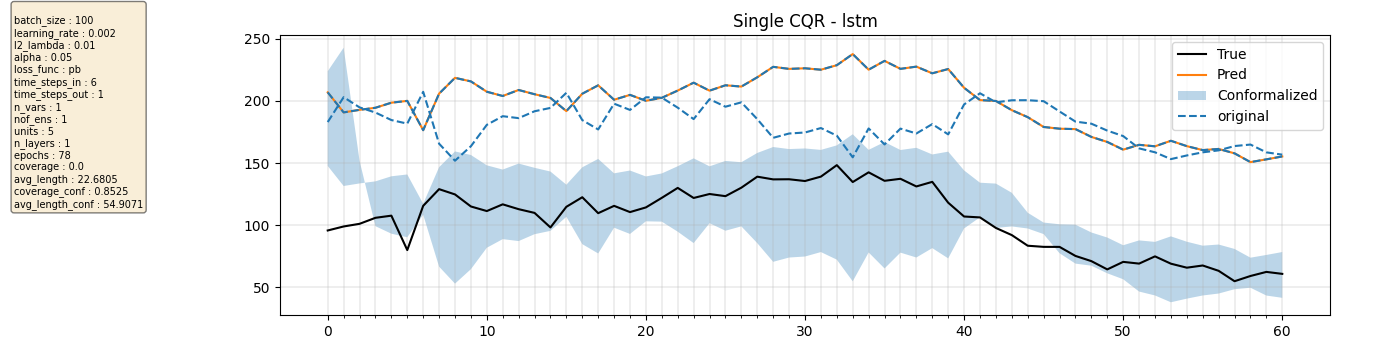 batch_size : 100
learning_rate : 0.002
l2_lambda : 0.01
alpha : 0.05
loss_func : pb
time_steps_in : 6
time_steps_out : 1
n_vars : 1
nof_ens : 1
units : 5
n_layers : 1
epochs : 78
coverage : 0.0
avg_length : 22.6805
coverage_conf : 0.8525
avg_length_conf : 54.9071
Single CQR - lstm
250
200
150
100
50
True
Pred
Conformalized
original
0 10 20 30 40 50 60